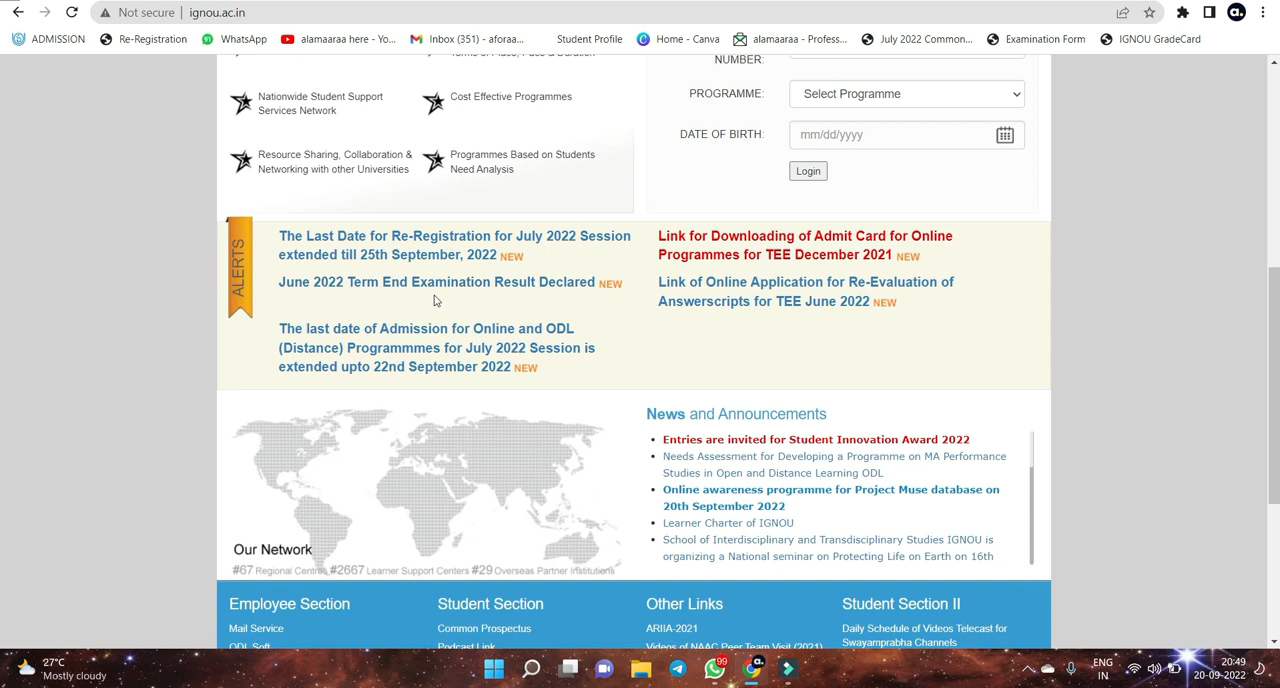 Not secure | ignou.ac.in
ADMISSION Re-Registration WhatsApp alamaaraa here - Yo... Inbox (351) - aforaa... Student Profile Home - Canva alamaaraa - Profess... July 2022 Common... Examination Form IGNOU GradeCard
NUMBER:
Nationwide Student Support
Services Network
Cost Effective Programmes
Resource Sharing, Collaboration &
Networking with other Universities
Programmes Based on Students
Need Analysis
PROGRAMME: Select Programme
DATE OF BIRTH: mm/dd/yyyy
Login
ALERTS
The Last Date for Re-Registration for July 2022 Session
extended till 25th September, 2022 NEW
June 2022 Term End Examination Result Declared NEW
The last date of Admission for Online and ODL
(Distance) Programmmes for July 2022 Session is
extended upto 22nd September 2022 NEW
Link for Downloading of Admit Card for Online
Programmes for TEE December 2021 NEW
Link of Online Application for Re-Evaluation of
Answerscripts for TEE June 2022 NEW
Our Network
#67 Regional Centres #2667 Learner Support Centers #29 Overseas Partner Institutions
News and Announcements
Entries are invited for Student Innovation Award 2022
Needs Assessment for Developing a Programme on MA Performance
Studies in Open and Distance Learning ODL
Online awareness programme for Project Muse database on
20th September 2022
Learner Charter of IGNOU
School of Interdisciplinary and Transdisciplinary Studies IGNOU is
organizing a National seminar on Protecting Life on Earth on 16th
Employee Section
Mail Service
ODL Soft
Student Section
Common Prospectus
Podcast Link
Other Links
ARIIA-2021
Videos of NAAC Peer Team Visit (2021)
Student Section II
Daily Schedule of Videos Telecast for
Swayamprabha Channels
27°C
Mostly cloudy
99
ENG
IN
20:49
20-09-2022